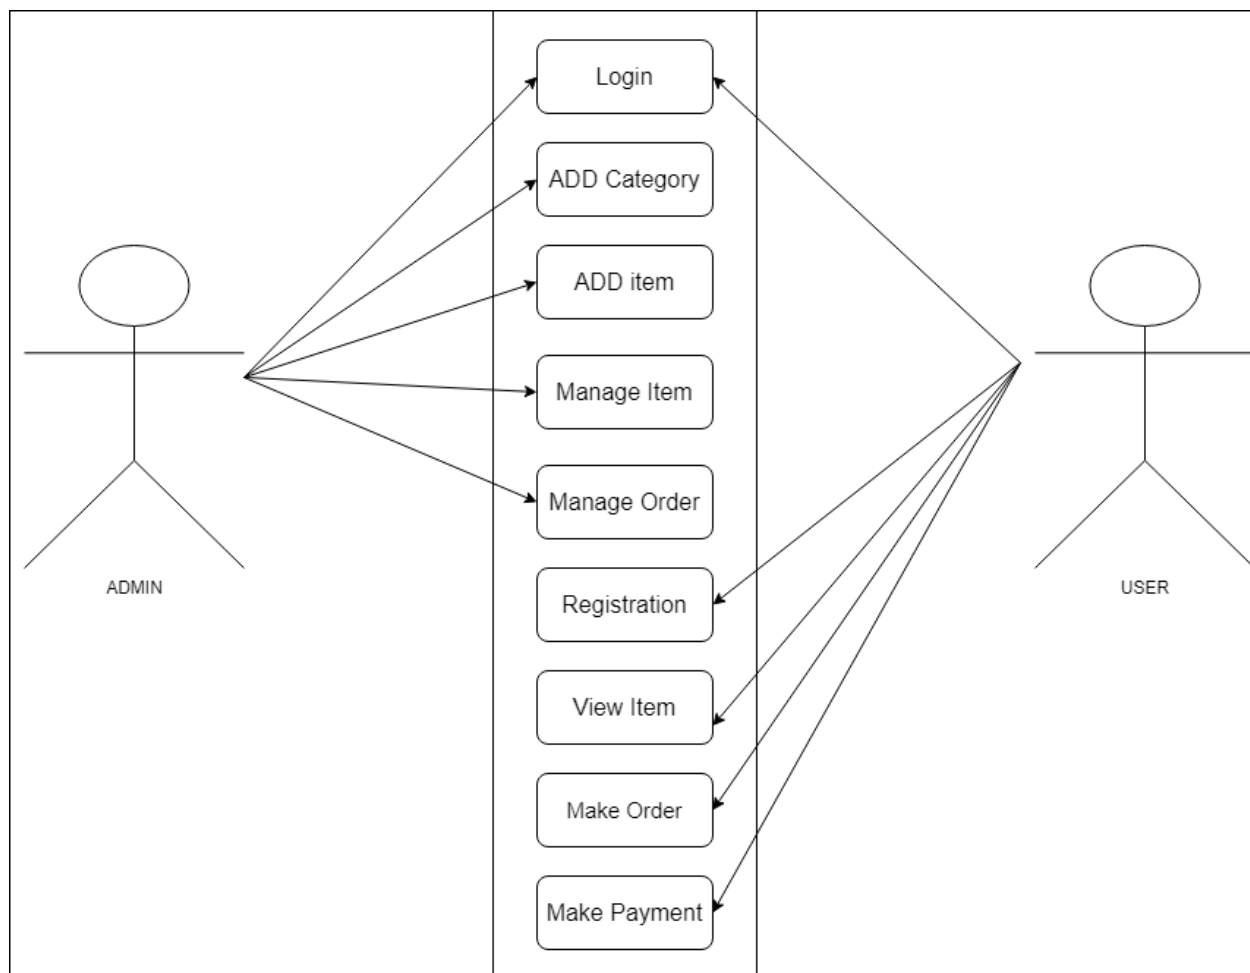 Login
ADD Category
ADD item
Manage Item
Manage Order
ADMIN
USER
Registration
View Item
Make Order
Make Payment